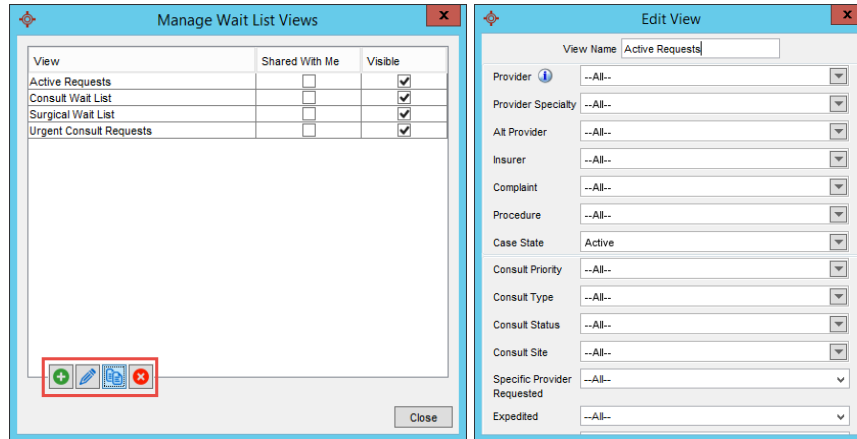 Manage Wait List Views
x
View Shared With Me Visible
Active Requests
Consult Wait List
Surgical Wait List
Urgent Consult Requests
Close
Edit View
x
View Name Active Requests
Provider --All--
Provider Specialty --All--
Alt Provider --All--
Insurer --All--
Complaint --All--
Procedure --All--
Case State Active
Consult Priority --All--
Consult Type --All--
Consult Status --All--
Consult Site --All--
Specific Provider --All--
Requested
Expedited --All--